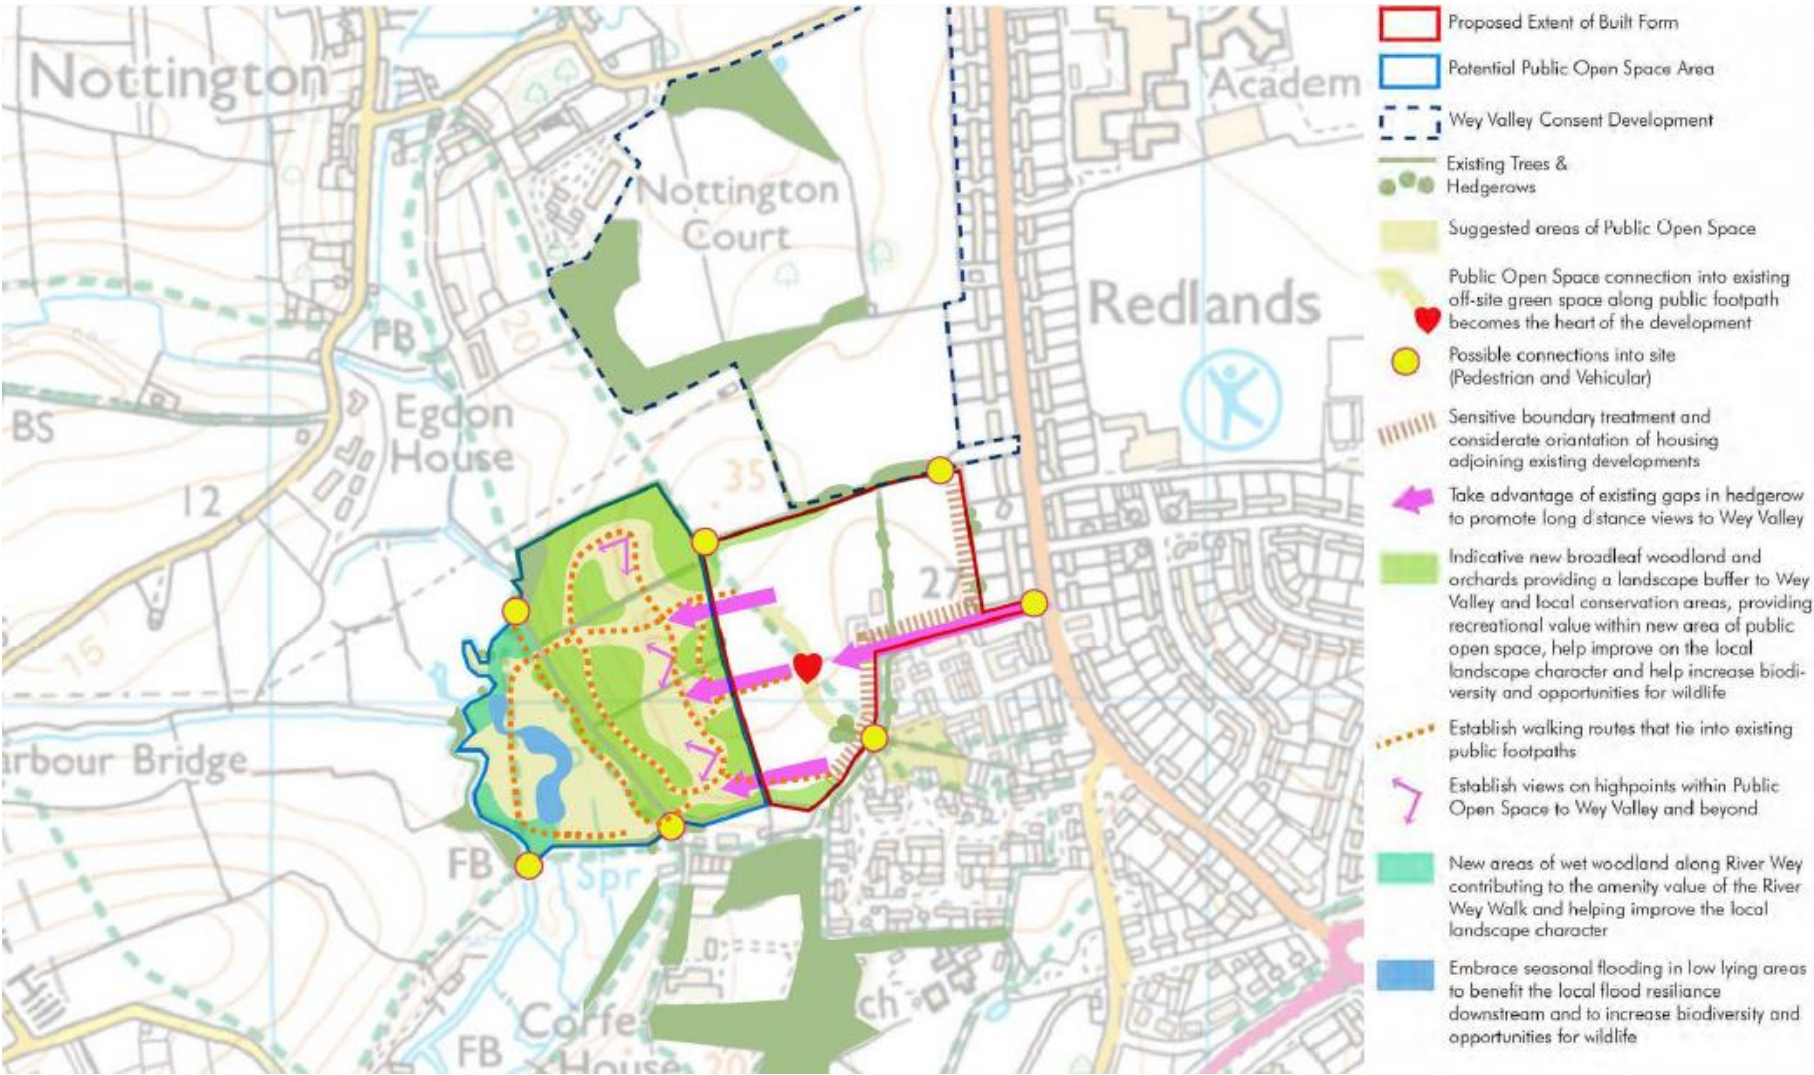 Nottington
Academ
Nottington
Court
Redlands
20
FB
BS
Egdon
House
12
35
27
15
arbour Bridge
FB
Spr
Corfe
House
FB
20
ch
Proposed Extent of Built Form
Potential Public Open Space Area
Wey Valley Consent Development
Existing Trees &
Hedgerows
Suggested areas of Public Open Space
Public Open Space connection into existing
off-site green space along public footpath
becomes the heart of the development
Possible connections into site
(Pedestrian and Vehicular)
Sensitive boundary treatment and
considerate oriantation of housing
adjoining existing developments
Take advantage of existing gaps in hedgerow
to promote long distance views to Wey Valley
Indicative new broadleaf woodland and
orchards providing a landscape buffer to Wey
Valley and local conservation areas, providing
recreational value within new area of public
open space, help improve on the local
landscape character and help increase biodi-
versity and opportunities for wildlife
Establish walking routes that tie into existing
public footpaths
Establish views on highpoints within Public
Open Space to Wey Valley and beyond
New areas of wet woodland along River Wey
contributing to the amenity value of the River
Wey Walk and helping improve the local
landscape character
Embrace seasonal flooding in low lying areas
to benefit the local flood resiliance
downstream and to increase biodiversity and
opportunities for wildlife